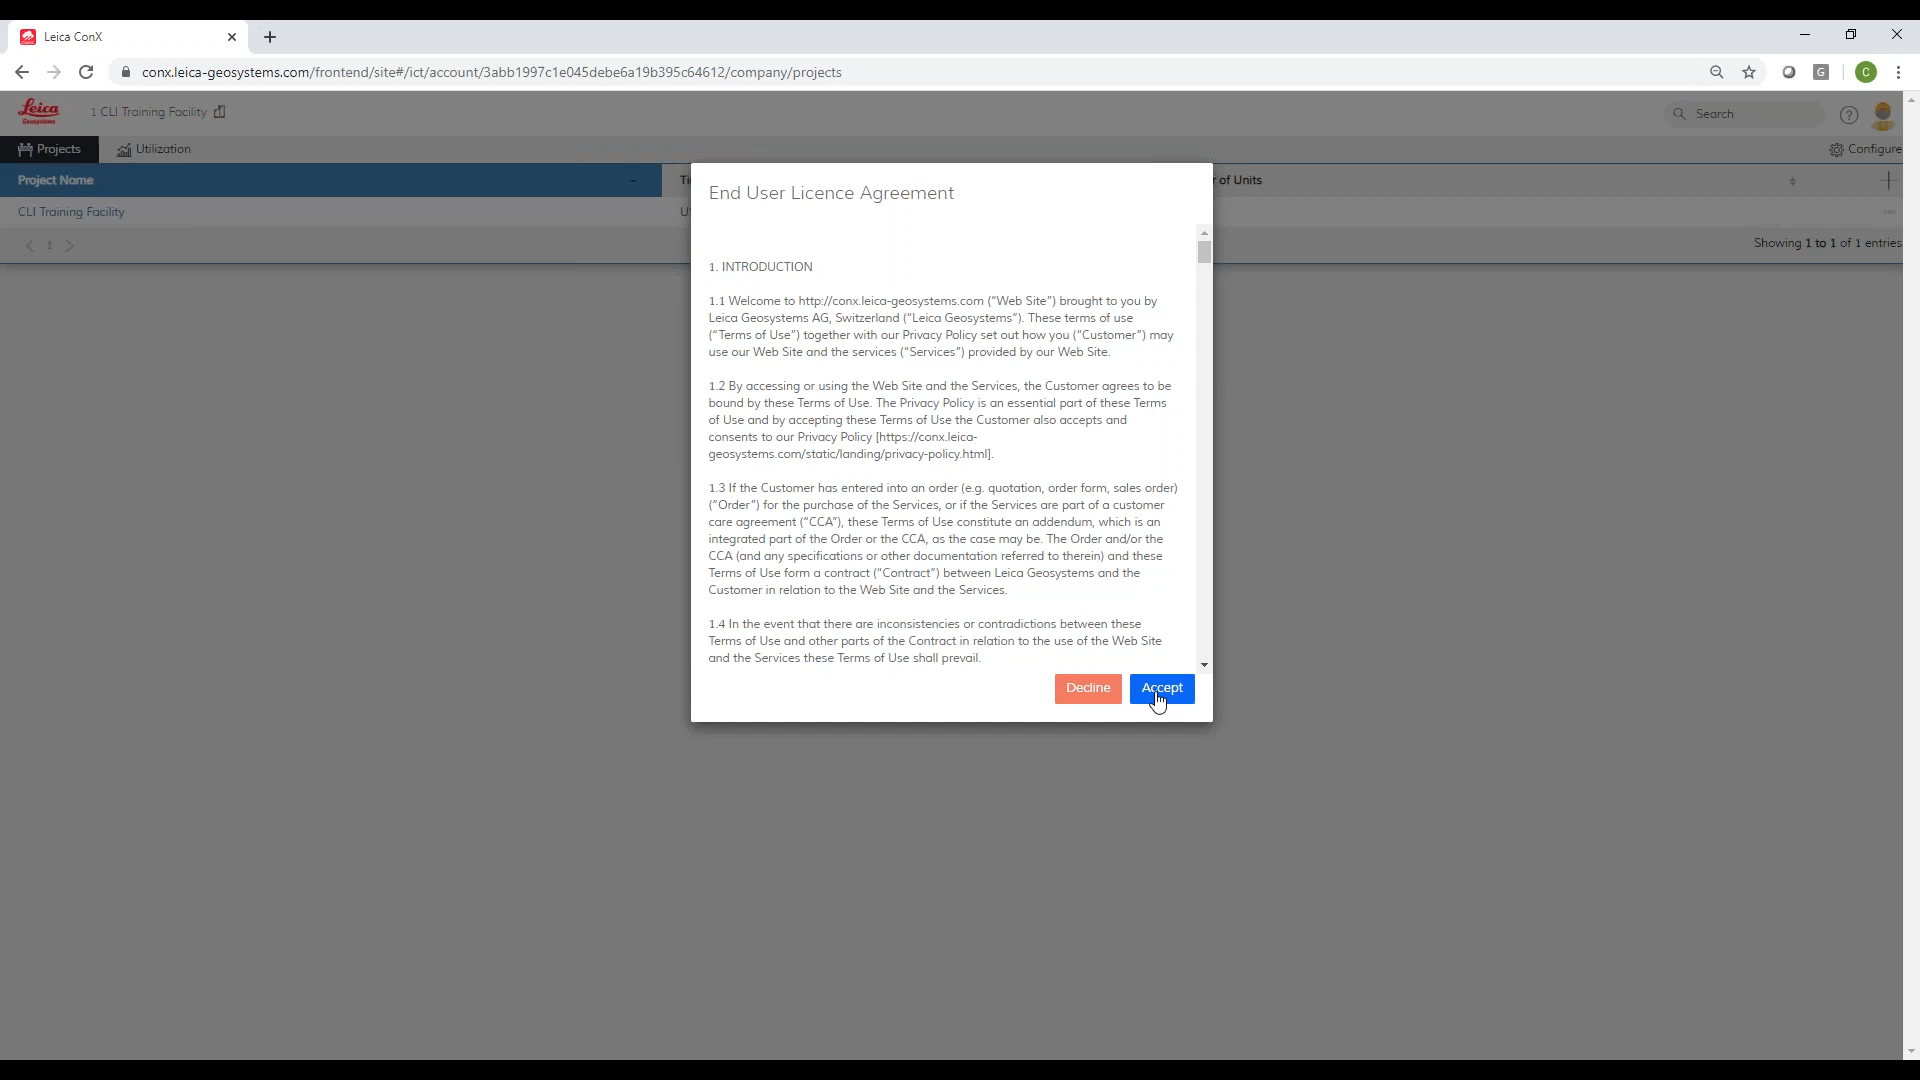 Leica ConX
conx.leica-geosystems.com/frontend/site#/ict/account/3abb1997c1e045debe6a19b395c64612/company/projects
G
C
Leica
Geosystems
1 CLI Training Facility
Search
?
Projects
Utilization
Configure
Project Name
Ti
r of Units
CLI Training Facility
U
< 1 >
Showing 1 to 1 of 1 entries
End User Licence Agreement
1. INTRODUCTION
1.1 Welcome to http://conx.leica-geosystems.com (“Web Site”) brought to you by
Leica Geosystems AG, Switzerland (“Leica Geosystems”). These terms of use
(“Terms of Use”) together with our Privacy Policy set out how you (“Customer”) may
use our Web Site and the services (“Services”) provided by our Web Site.
1.2 By accessing or using the Web Site and the Services, the Customer agrees to be
bound by these Terms of Use. The Privacy Policy is an essential part of these Terms
of Use and by accepting these Terms of Use the Customer also accepts and
consents to our Privacy Policy [https://conx.leica-
geosystems.com/static/landing/privacy-policy.html].
1.3 If the Customer has entered into an order (e.g. quotation, order form, sales order)
(“Order”) for the purchase of the Services, or if the Services are part of a customer
care agreement (“CCA”), these Terms of Use constitute an addendum, which is an
integrated part of the Order or the CCA, as the case may be. The Order and/or the
CCA (and any specifications or other documentation referred to therein) and these
Terms of Use form a contract (“Contract”) between Leica Geosystems and the
Customer in relation to the Web Site and the Services.
1.4 In the event that there are inconsistencies or contradictions between these
Terms of Use and other parts of the Contract in relation to the use of the Web Site
and the Services these Terms of Use shall prevail.
Decline
Accept